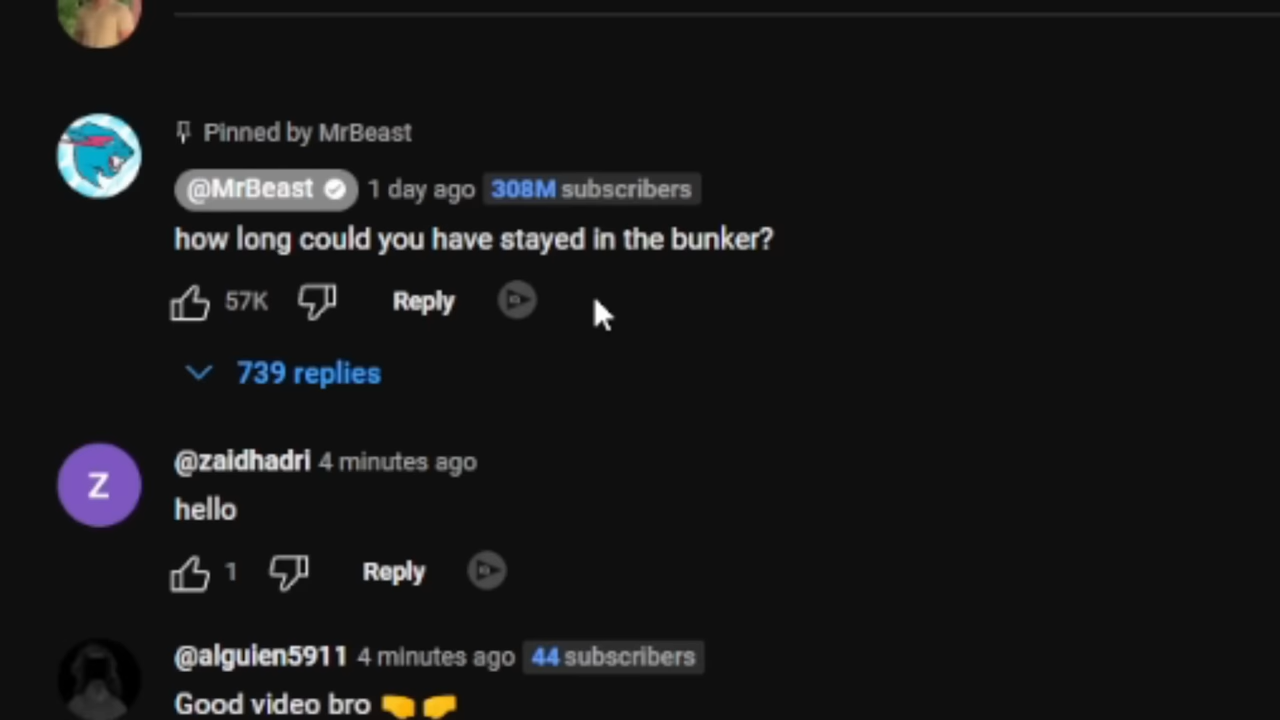 Pinned by MrBeast
@MrBeast 1 day ago 308M subscribers
how long could you have stayed in the bunker?
57K Reply
739 replies
Z
@zaidhadri 4 minutes ago
hello
1 Reply
@alguien5911 4 minutes ago 44 subscribers
Good video bro 🤜🤛